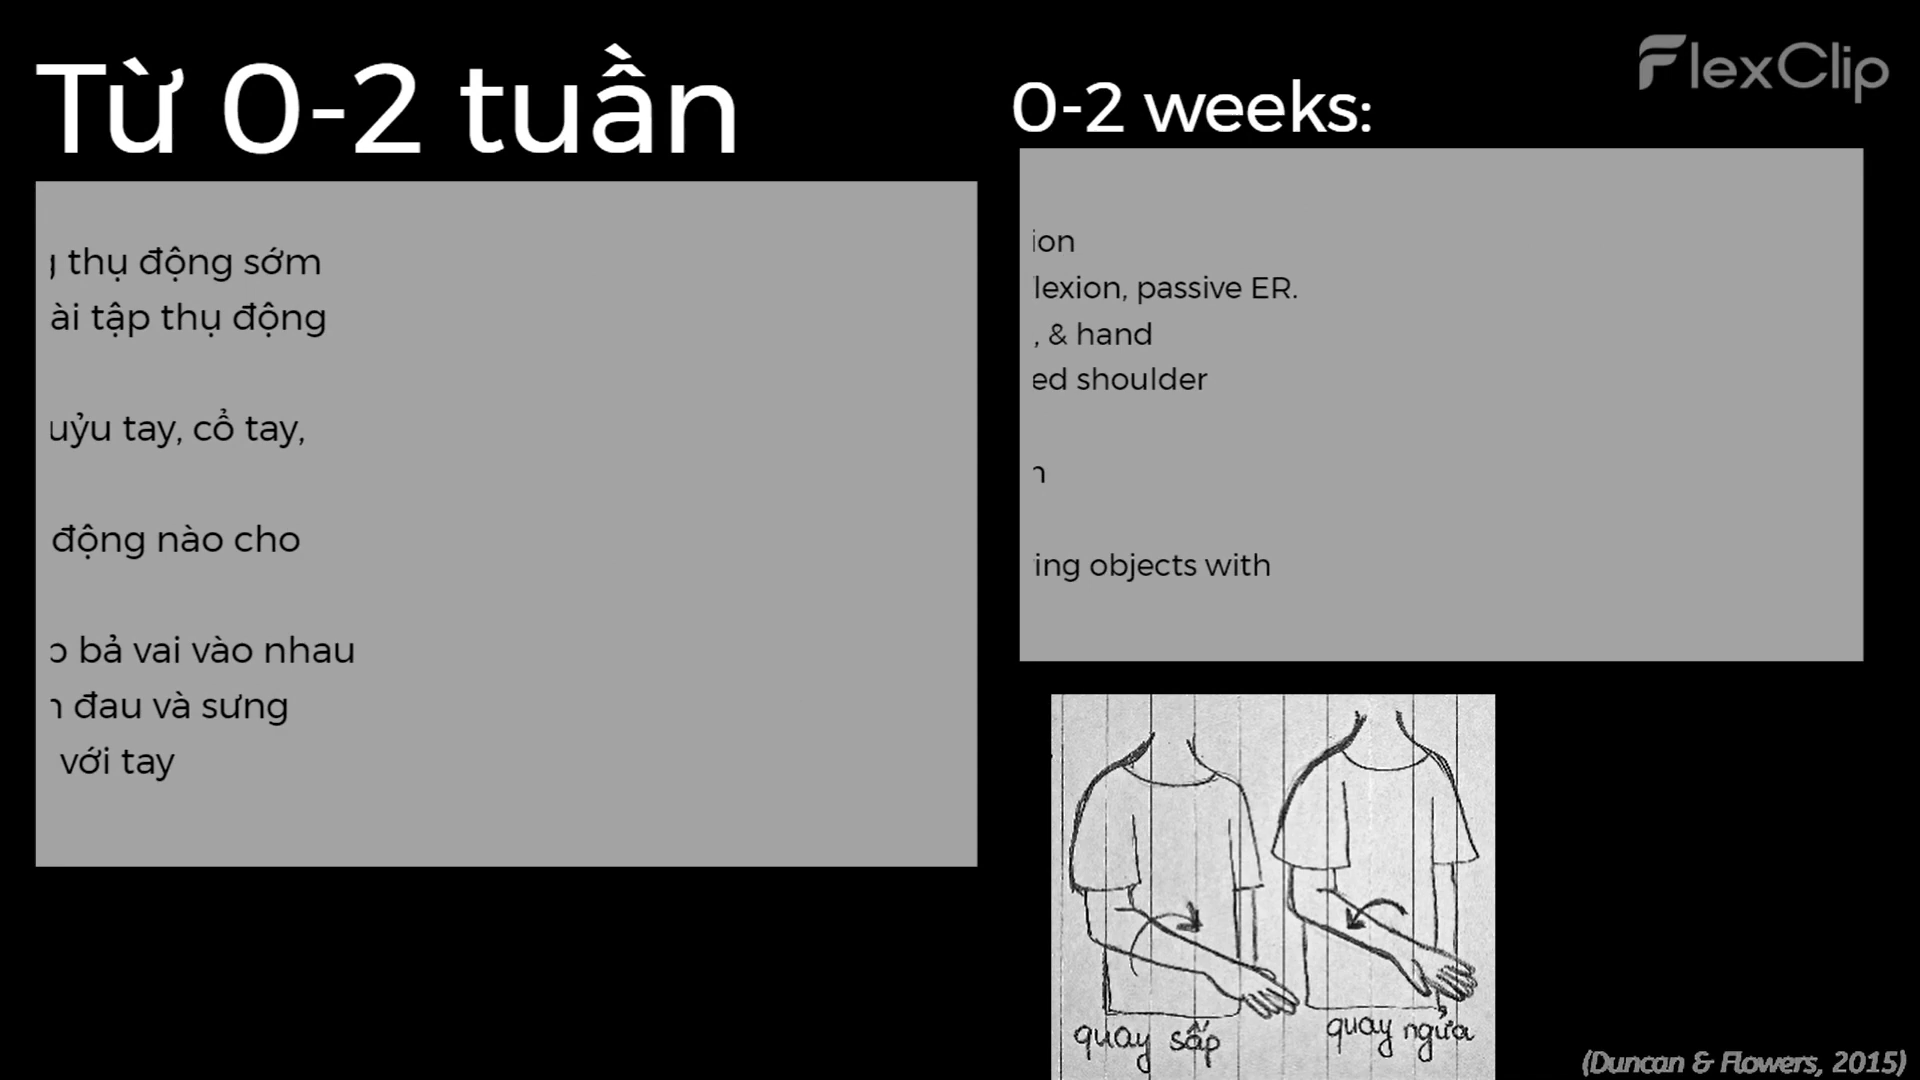 Từ 0-2 tuần
thụ động sớm
ài tập thụ động
uỷu tay, cổ tay,
động nào cho
bả vai vào nhau
đau và sưng
với tay
FlexClip
0-2 weeks:
ion
lexion, passive ER.
, & hand
ed shoulder
ing objects with
quay sấp
quay ngửa
(Duncan & Flowers, 2015)